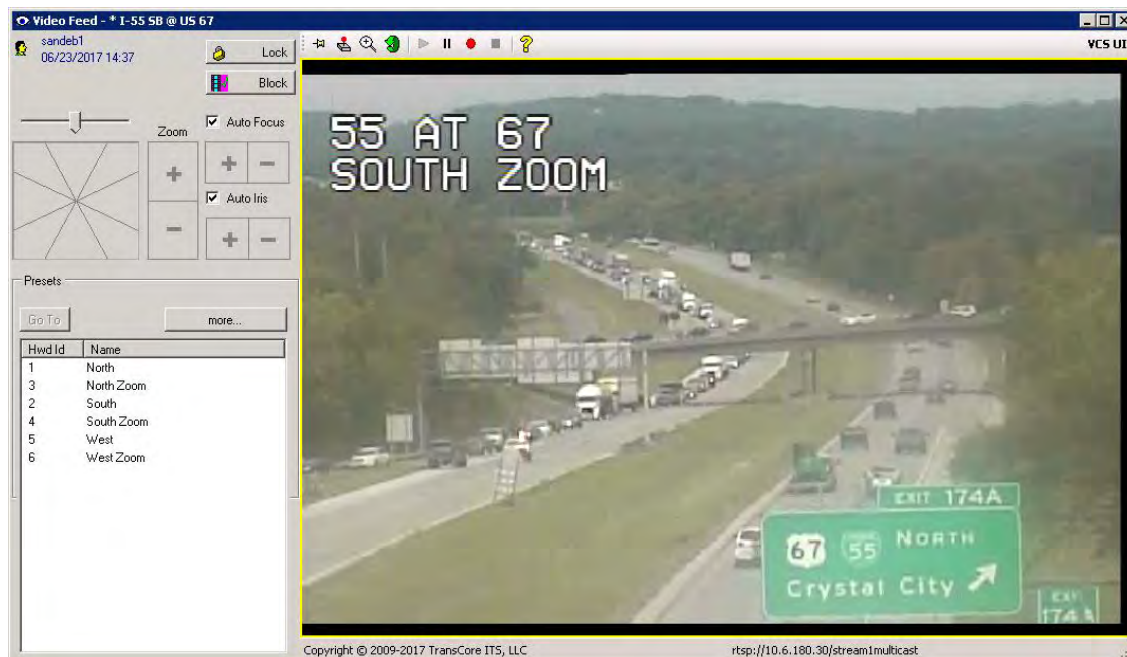 Video Feed - * I-55 SB @ US 67
sandeb1
06/23/2017 14:37
Lock
Block
VCS UI
Zoom
Auto Focus
+
+ -
Auto Iris
-
+ -
Presets
Go To
more...
Hwd Id Name
1 North
3 North Zoom
2 South
4 South Zoom
5 West
6 West Zoom
55 AT 67
SOUTH ZOOM
EXIT 174A
67 55 NORTH
Crystal City
EXIT
174A
Copyright © 2009-2017 TransCore ITS, LLC
rtsp://10.6.180.30/stream1multicast